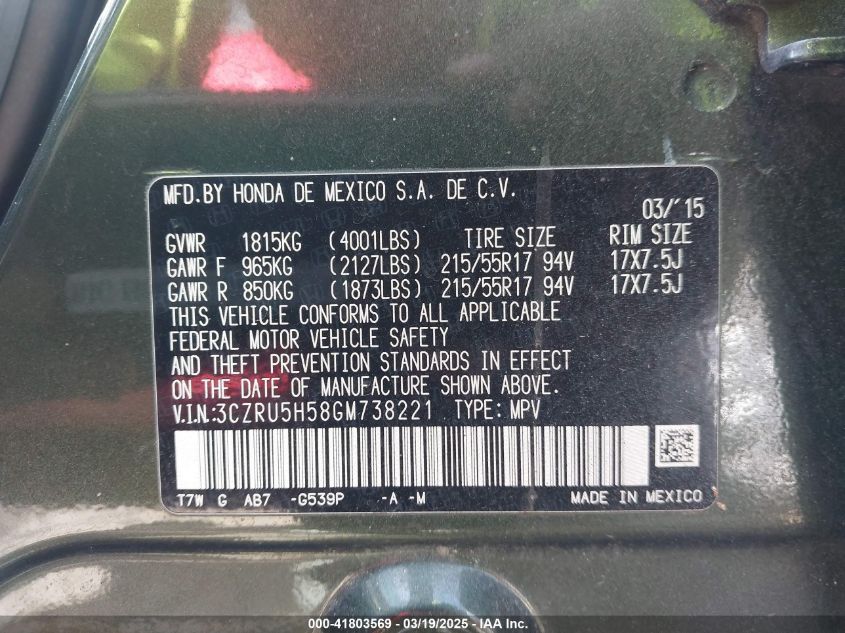 MFD.BY HONDA DE MEXICO S.A. DE C.V.
03/'15
GVWR 1815KG (4001LBS) TIRE SIZE RIM SIZE
GAWR F 965KG (2127LBS) 215/55R17 94V 17X7.5J
GAWR R 850KG (1873LBS) 215/55R17 94V 17X7.5J
THIS VEHICLE CONFORMS TO ALL APPLICABLE
FEDERAL MOTOR VEHICLE SAFETY
AND THEFT PREVENTION STANDARDS IN EFFECT
ON THE DATE OF MANUFACTURE SHOWN ABOVE.
V.I.N.:3CZRU5H58GM738221 TYPE: MPV
T7W G AB7 -G539P -A -M MADE IN MEXICO
000-41803569 — 03/19/2025 — IAA Inc.